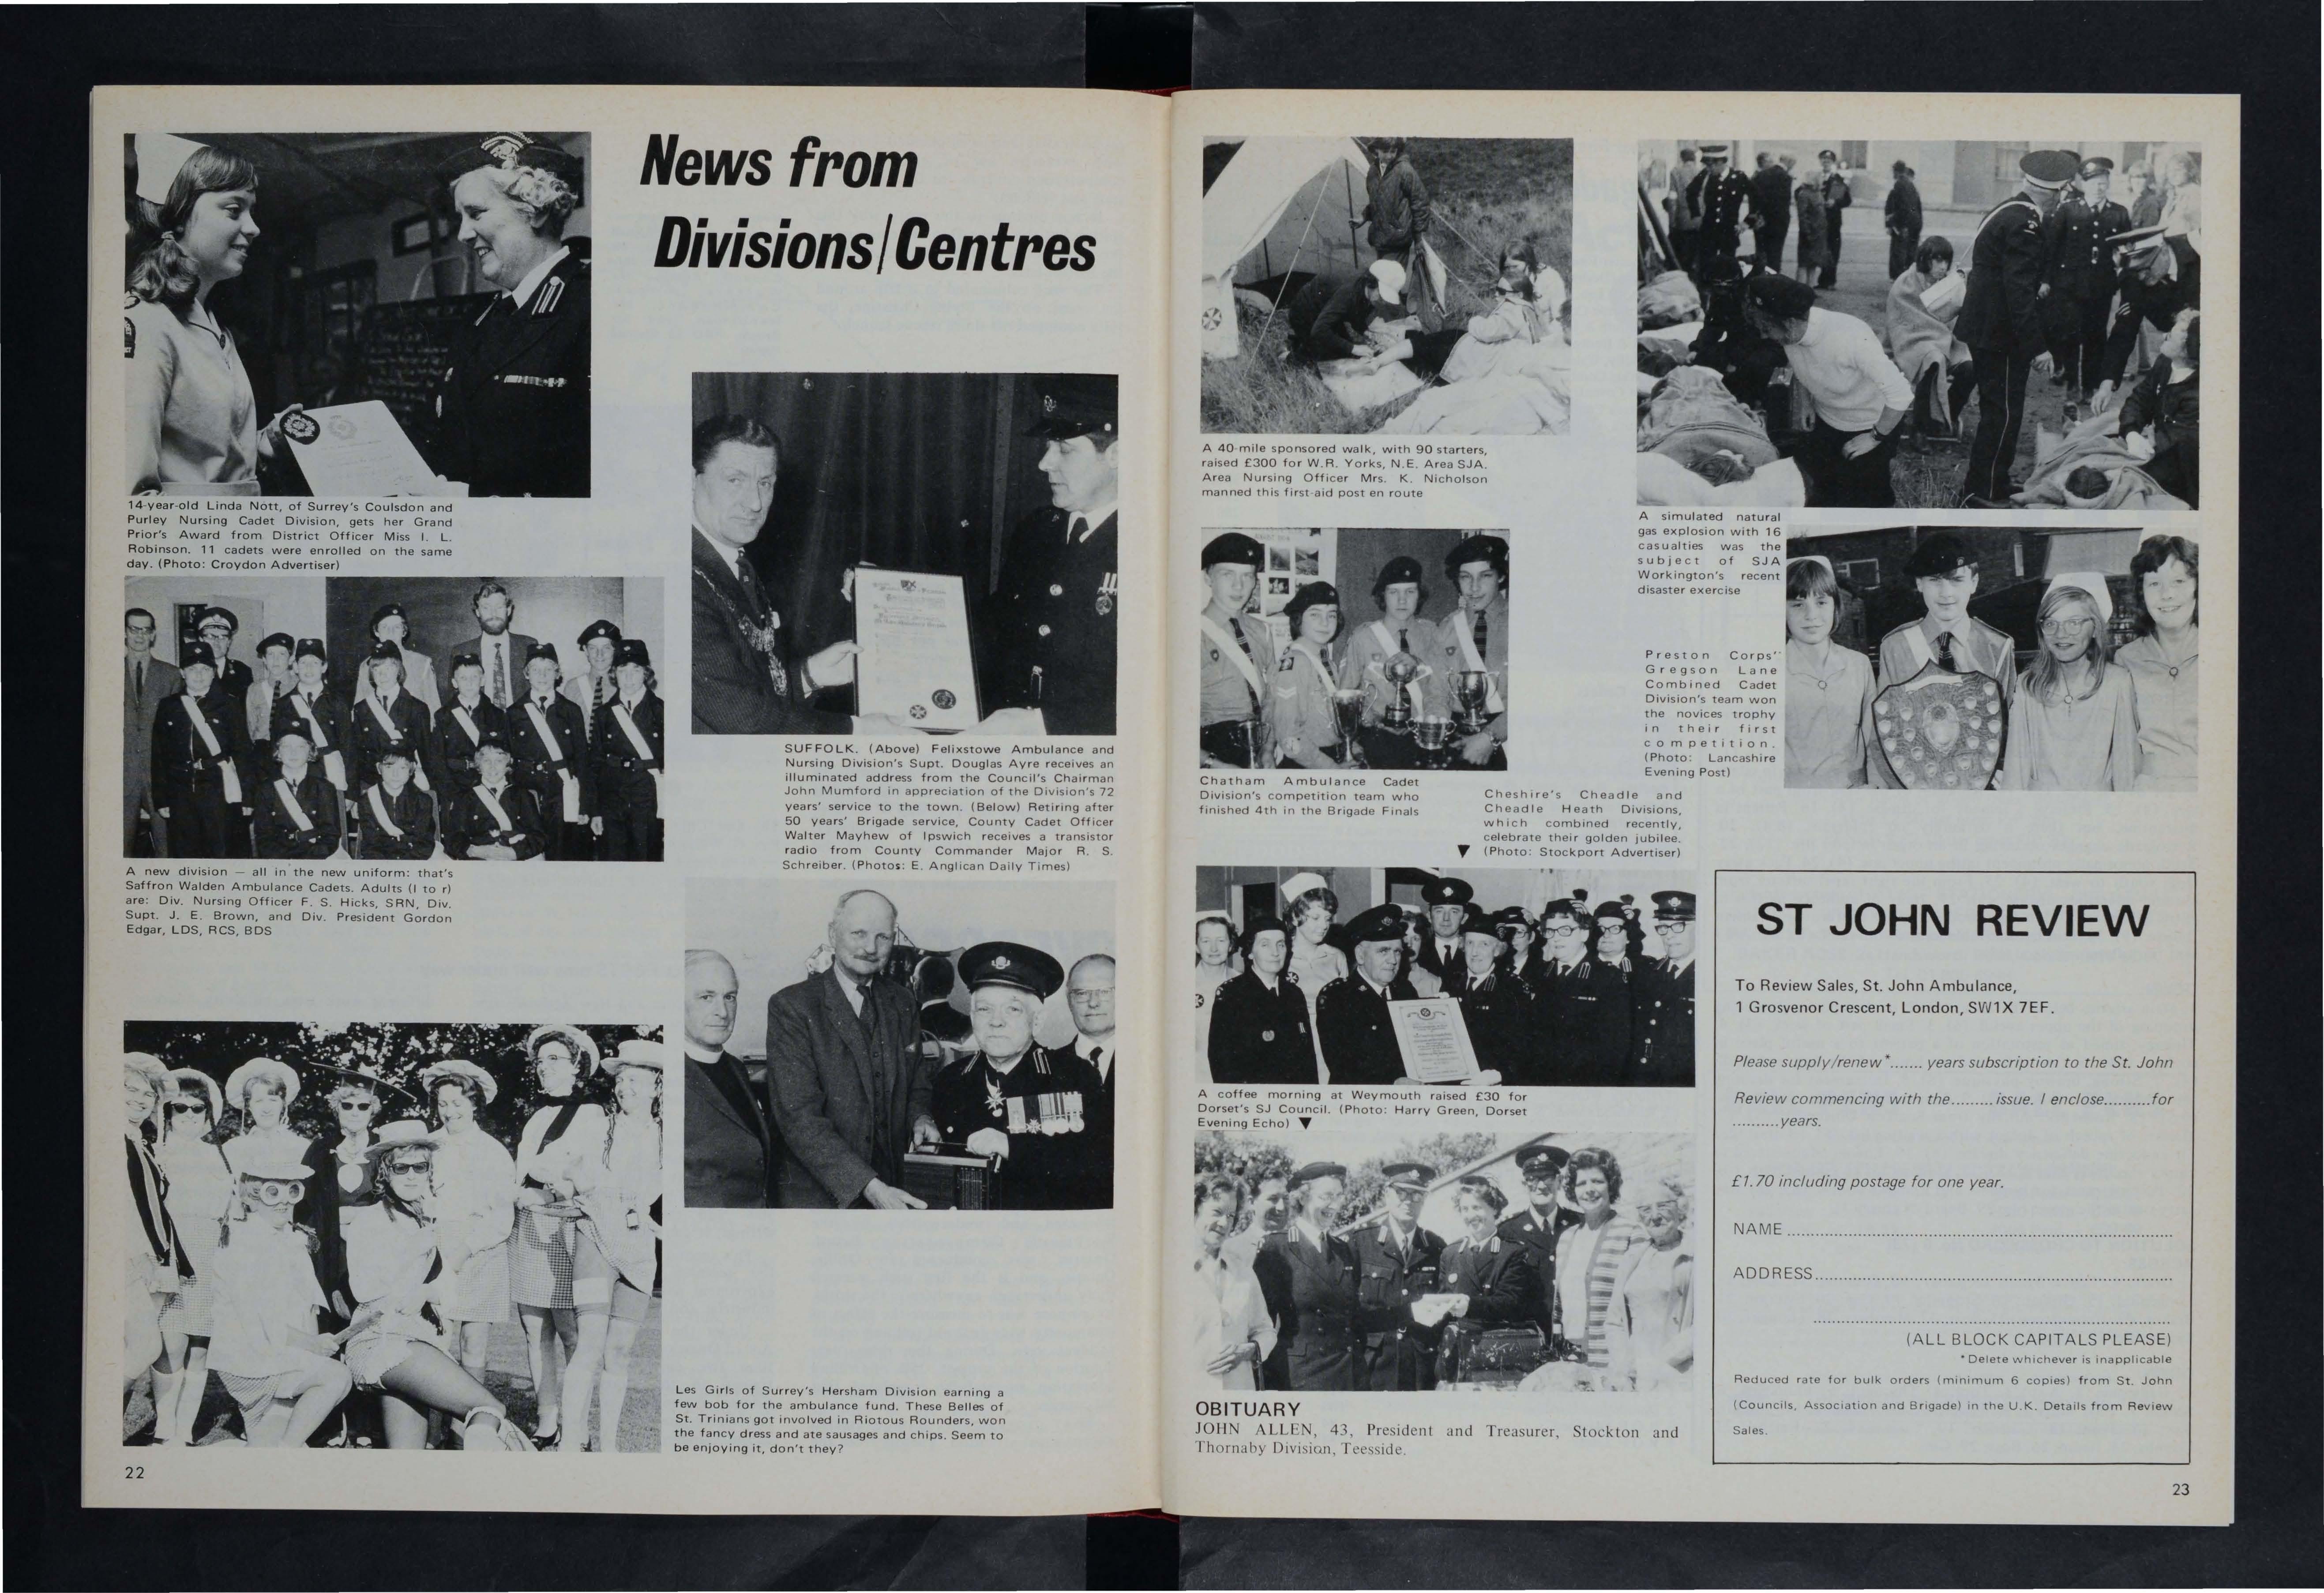 News from
Divisions/Centres
14-year-old Linda Nott, of Surrey's Coulsdon and
Purley Nursing Cadet Division, gets her Grand
Prior's Award from District Officer Miss I. L.
Robinson. 11 cadets were enrolled on the same
day. (Photo: Croydon Advertiser)
A new division — all in the new uniform: that's
Saffron Walden Ambulance Cadets. Adults (l to r)
are: Div. Nursing Officer F. S. Hicks, SRN, Div.
Supt. J. E. Brown, and Div. President Gordon
Edgar, LDS, RCS, BDS
SUFFOLK. (Above) Felixstowe Ambulance and
Nursing Division's Supt. Douglas Ayre receives an
illuminated address from the Council's Chairman
John Mumford in appreciation of the Division's 72
years' service to the town. (Below) Retiring after
50 years' Brigade service, County Cadet Officer
Walter Mayhew of Ipswich receives a transistor
radio from County Commander Major R. S.
Schreiber. (Photos: E. Anglican Daily Times)
Les Girls of Surrey's Hersham Division earning a
few bob for the ambulance fund. These Belles of
St. Trinians got involved in Riotous Rounders, won
the fancy dress and ate sausages and chips. Seem to
be enjoying it, don't they?
22
A 40-mile sponsored walk, with 90 starters,
raised £300 for W.R. Yorks, N.E. Area SJA.
Area Nursing Officer Mrs. K. Nicholson
manned this first-aid post en route
A simulated natural
gas explosion with 16
casualties was the
subject of SJA
Workington's recent
disaster exercise
Preston Corps'
Gregson Lane
Combined Cadet
Division's team won
the novices trophy
in their first
competition.
(Photo: Lancashire
Evening Post)
Chatham Ambulance Cadet
Division's competition team who
finished 4th in the Brigade Finals
Cheshire's Cheadle and
Cheadle Heath Divisions,
which combined recently,
celebrate their golden jubilee.
▼ (Photo: Stockport Advertiser)
A coffee morning at Weymouth raised £30 for
Dorset's SJ Council. (Photo: Harry Green, Dorset
Evening Echo) ▼
OBITUARY
JOHN ALLEN, 43, President and Treasurer, Stockton and
Thornaby Division, Teesside.
ST JOHN REVIEW
To Review Sales, St. John Ambulance,
1 Grosvenor Crescent, London, SW1X 7EF.
Please supply/renew*....... years subscription to the St. John
Review commencing with the......... issue. I enclose..........for
..........years.
£1.70 including postage for one year.
NAME ..........
ADDRESS..........
..........
(ALL BLOCK CAPITALS PLEASE)
*Delete whichever is inapplicable
Reduced rate for bulk orders (minimum 6 copies) from St. John
(Councils, Association and Brigade) in the U.K. Details from Review
Sales.
23